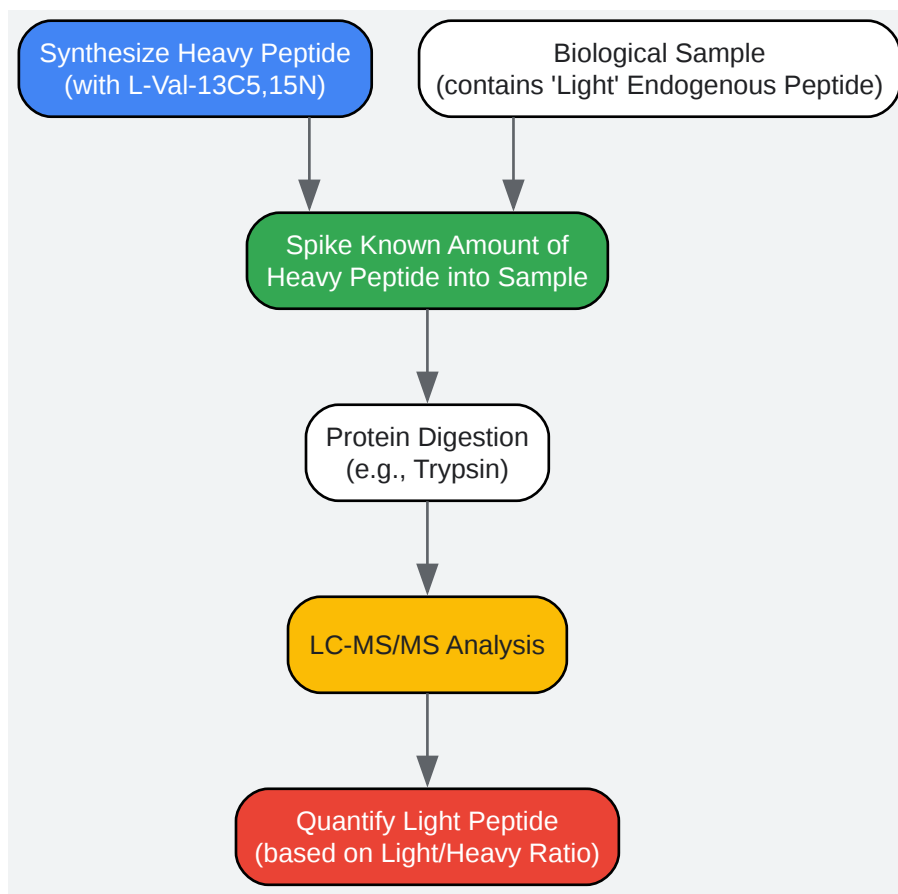 Synthesize Heavy Peptide
(with L-Val-13C5,15N)
Biological Sample
(contains 'Light' Endogenous Peptide)
Spike Known Amount of
Heavy Peptide into Sample
Protein Digestion
(e.g., Trypsin)
LC-MS/MS Analysis
Quantify Light Peptide
(based on Light/Heavy Ratio)